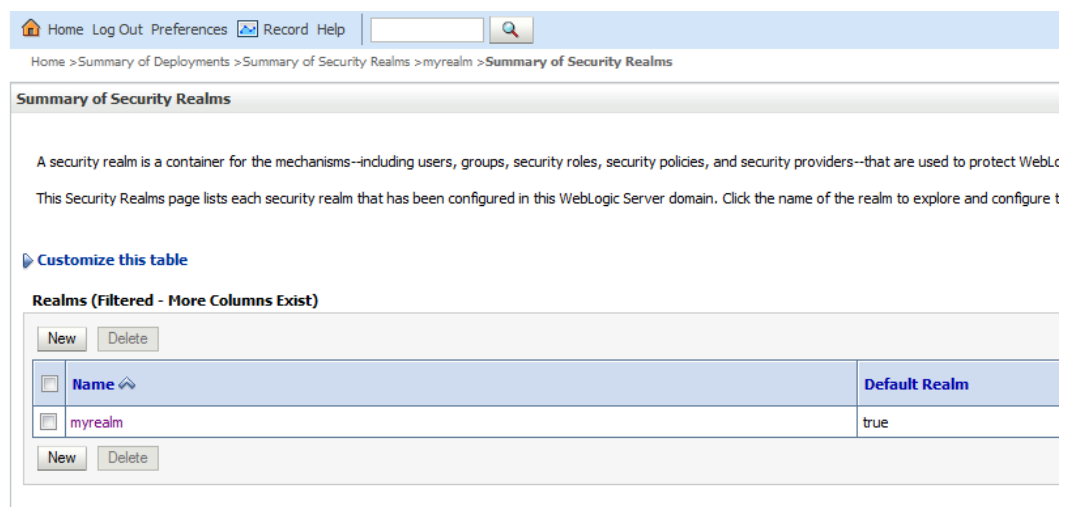 Home Log Out Preferences Record Help
Home >Summary of Deployments >Summary of Security Realms >myrealm >Summary of Security Realms
Summary of Security Realms
A security realm is a container for the mechanisms--including users, groups, security roles, security policies, and security providers--that are used to protect
This Security Realms page lists each security realm that has been configured in this WebLogic Server domain. Click the name of the realm to explore and configure
Customize this table
Realms (Filtered - More Columns Exist)
New Delete
Name Default Realm
myrealm true
New Delete